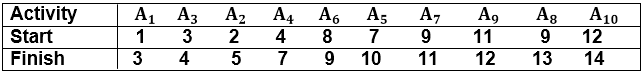 Activity A₁ A₃ A₂ A₄ A₆ A₅ A₇ A₉ A₈ A₁₀
Start 1 3 2 4 8 7 9 11 9 12
Finish 3 4 5 7 9 10 11 12 13 14